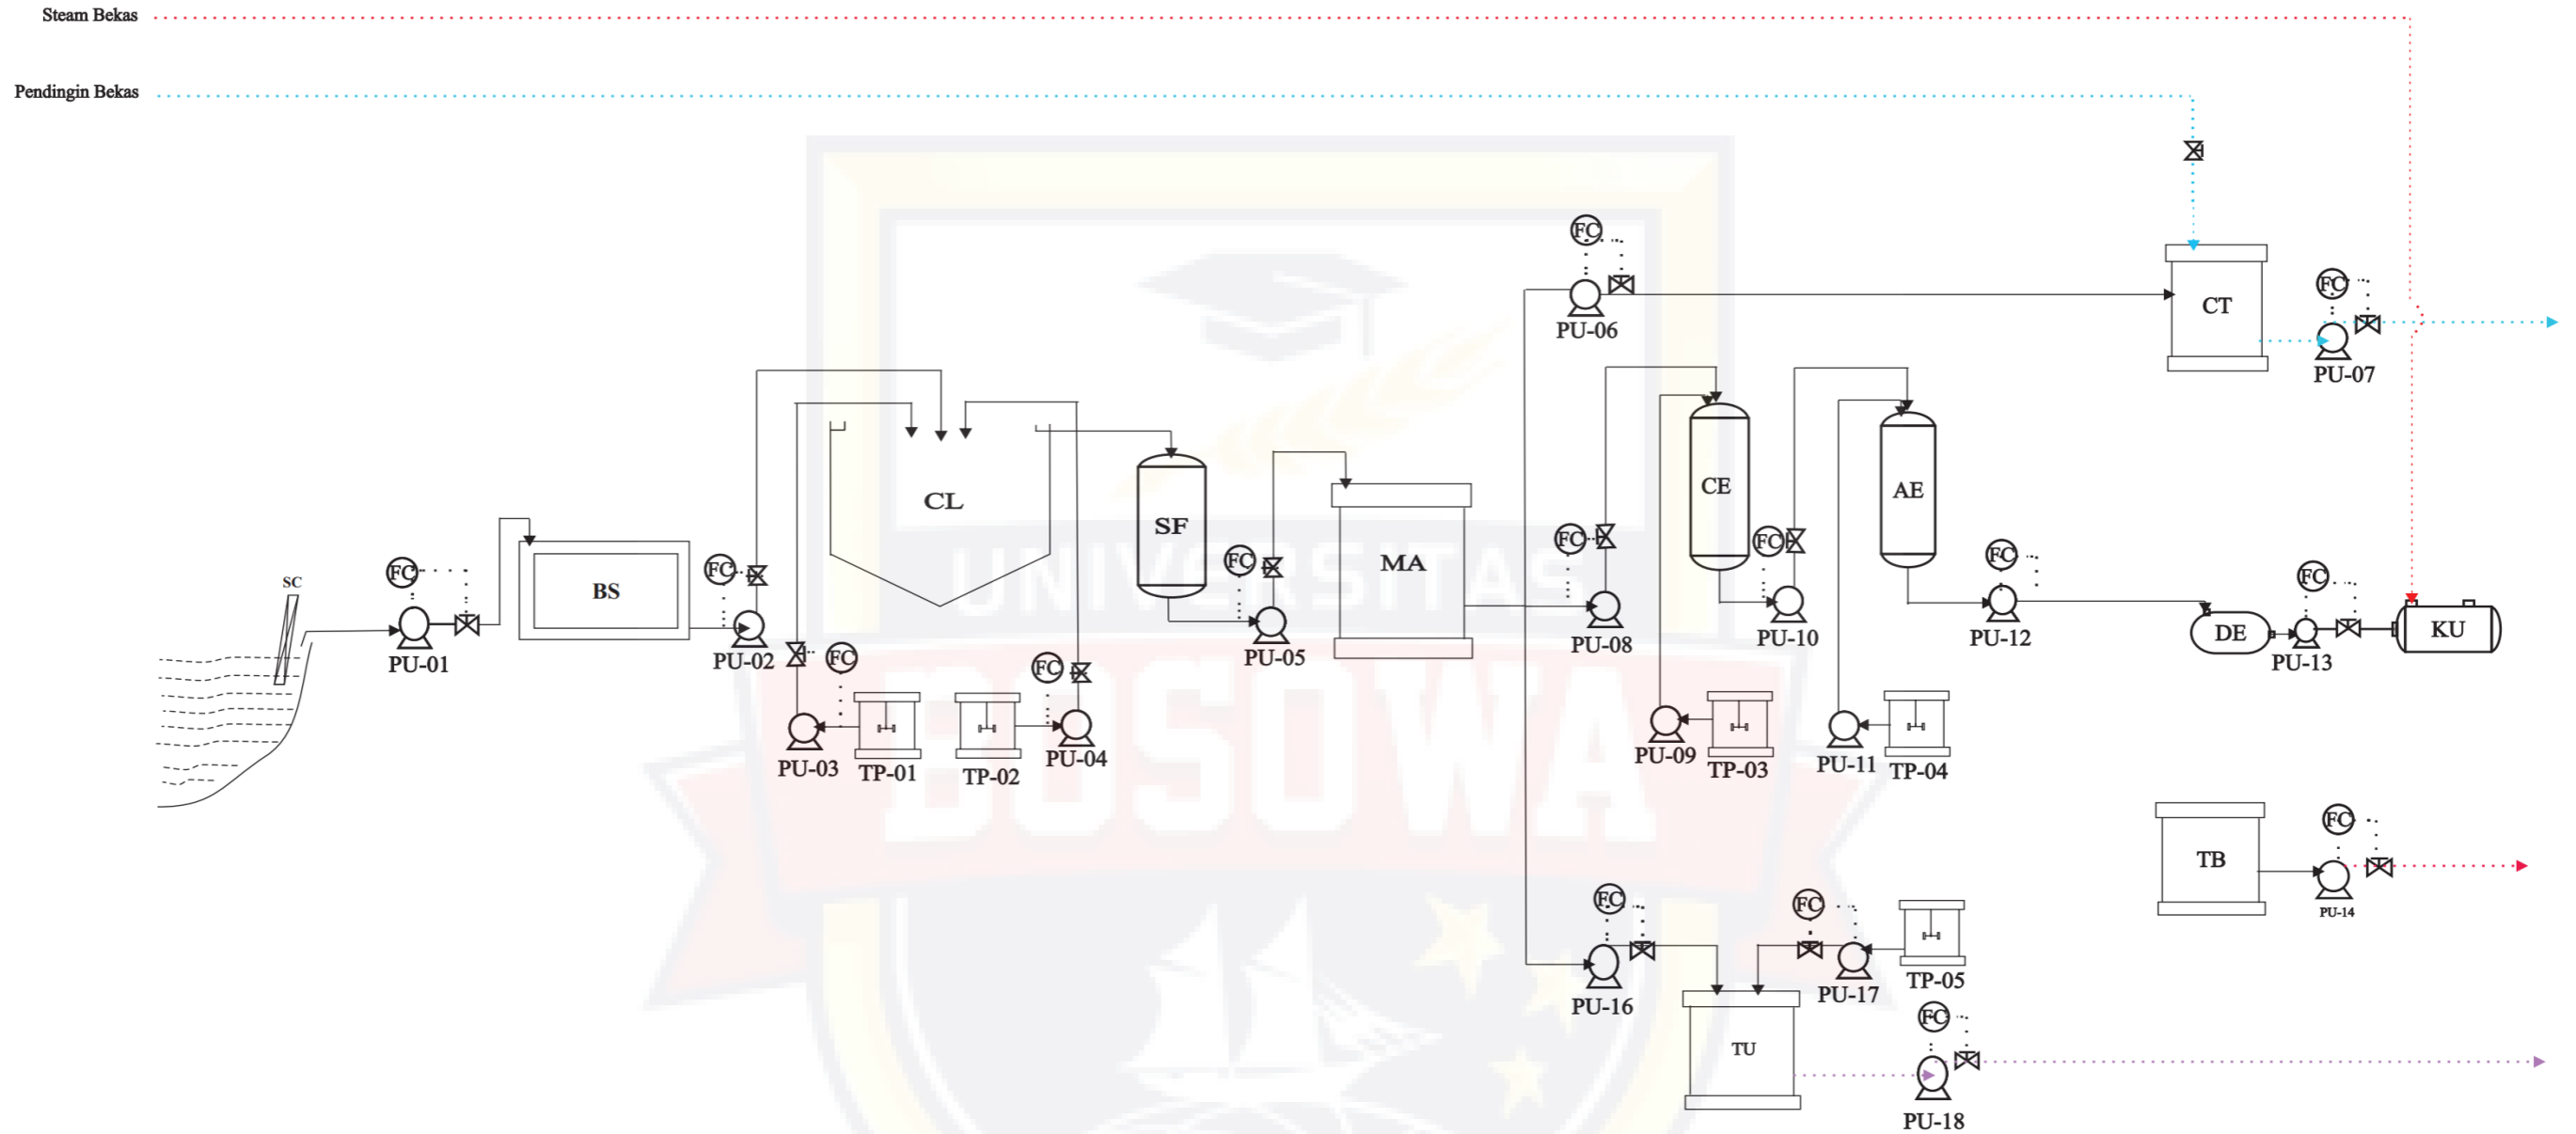 Steam Bekas
Pendingin Bekas
FC
PU-06
CT
FC
PU-07
CL
SF
MA
CE
AE
UNIVERSITAS
SC
FC
PU-01
BS
FC
PU-02
FC
PU-05
FC
PU-08
FC
PU-10
FC
PU-12
DE
FC
PU-13
KU
FC
PU-03
TP-01
TP-02
FC
PU-04
PU-09
TP-03
PU-11
TP-04
BOSOWA
TB
FC
PU-14
FC
PU-16
FC
PU-17
TP-05
TU
FC
PU-18